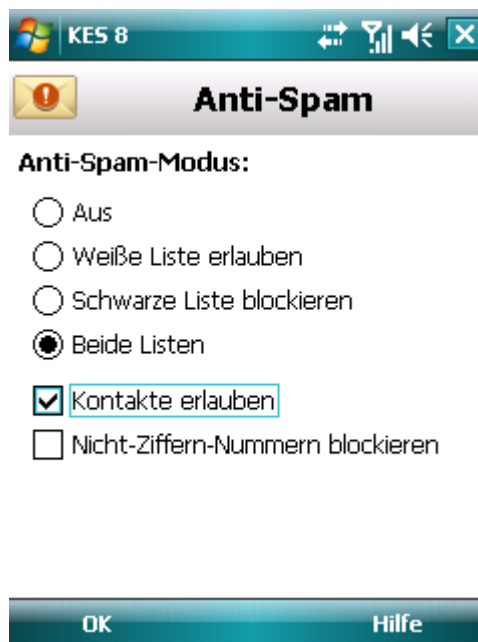 KES 8
Anti-Spam
Anti-Spam-Modus:
Aus
Weiße Liste erlauben
Schwarze Liste blockieren
Beide Listen
Kontakte erlauben
Nicht-Ziffern-Nummern blockieren
OK Hilfe